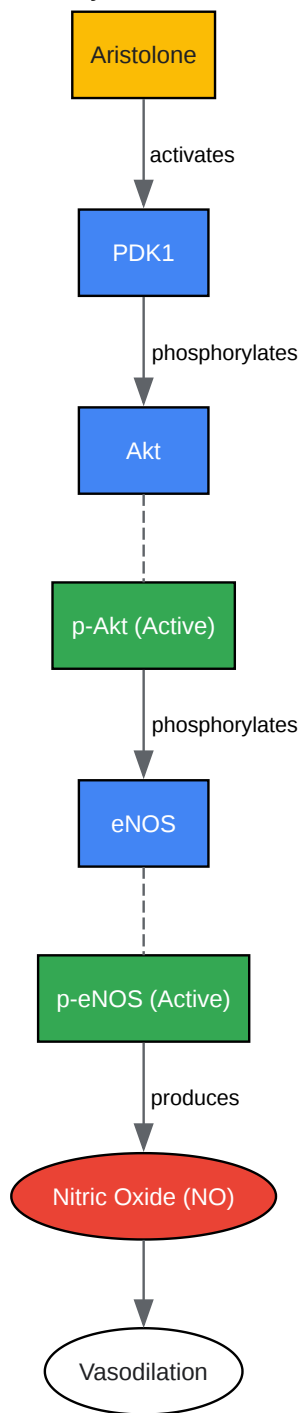 Aristolone
activates
PDK1
phosphorylates
Akt
p-Akt (Active)
phosphorylates
eNOS
p-eNOS (Active)
produces
Nitric Oxide (NO)
Vasodilation